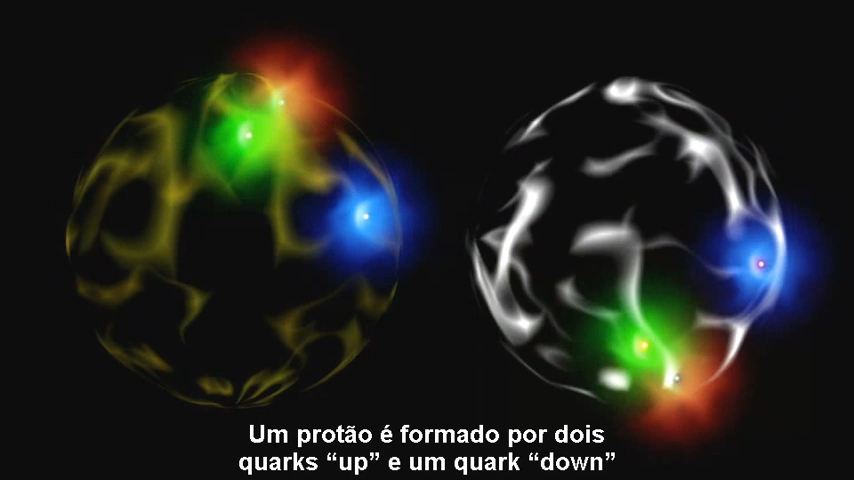 Um protão é formado por dois
quarks “up” e um quark “down”